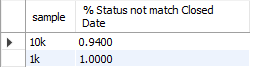 sample % Status not match Closed
Date
10k 0.9400
1k 1.0000